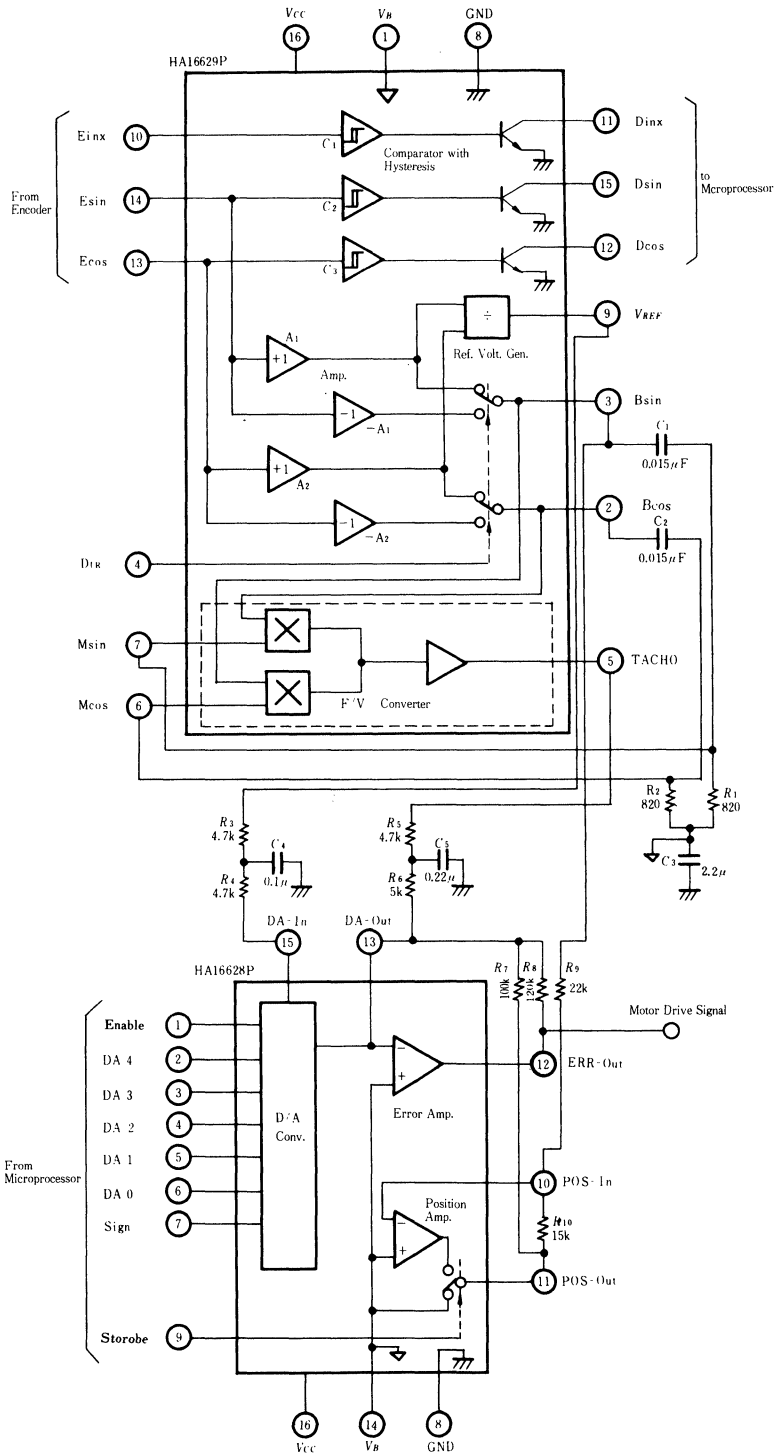 VCC
16
VB
1
GND
8
HA16629P
From
Encoder
Einx
10
C1
Comparator with
Hysteresis
11
Dinx
Esin
14
C2
15
Dsin
Ecos
13
C3
12
Dcos
to
Mcroprocessor
÷
Ref. Volt. Gen.
9
VREF
A1
+1
Amp.
−1
−A1
3
Bsin
C1
0.015μF
+1
A2
−1
−A2
2
Bcos
C2
0.015μF
DIR
4
Msin
7
Mcos
6
F/V Converter
5
TACHO
R2
820
R1
820
C3
2.2μ
R3
4.7k
C4
0.1μ
R4
4.7k
R5
4.7k
C5
0.22μ
R6
5k
DA-In
15
DA-Out
13
R7
100k
R8
120k
R9
22k
HA16628P
From
Microprocessor
Enable
1
DA 4
2
DA 3
3
DA 2
4
DA 1
5
DA 0
6
Sign
7
D/A
Conv.
−
+
Error Amp.
Motor Drive Signal
12
ERR-Out
Position
Amp.
−
+
10
POS-In
R10
15k
11
POS-Out
Storobe
9
16
VCC
14
VB
8
GND